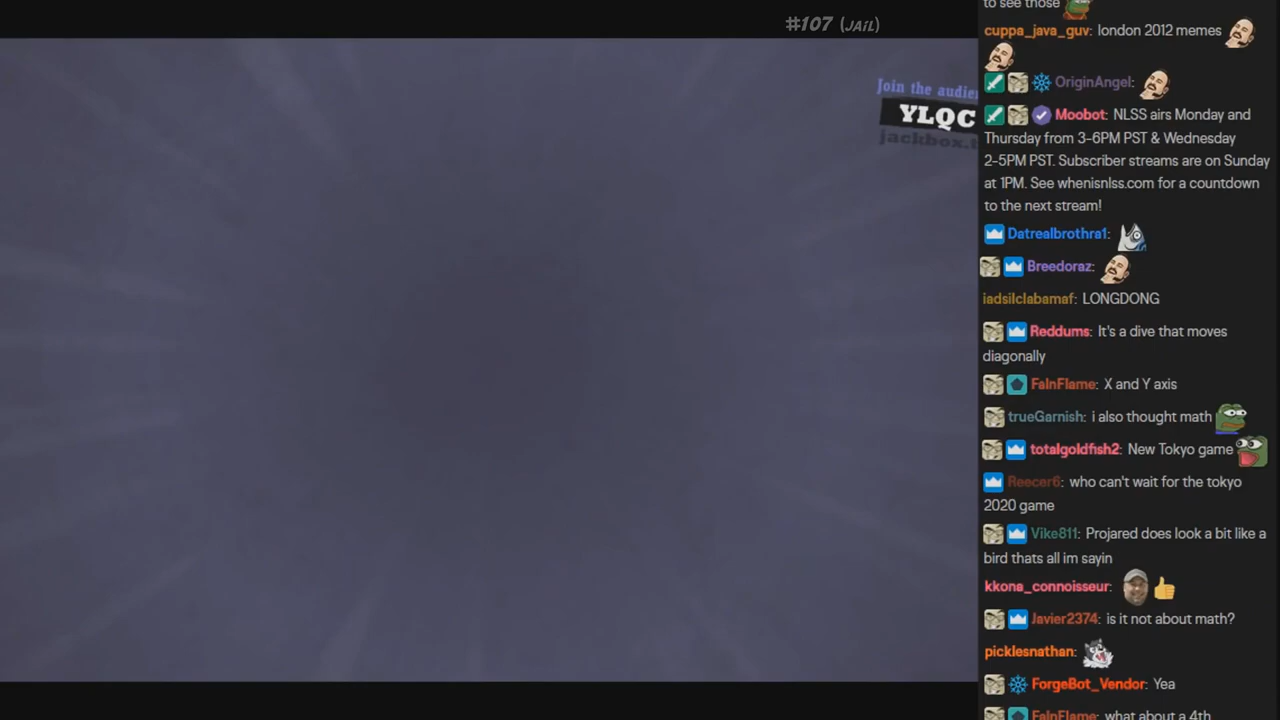 #107 (JAIL)
Join the audien
YLQC
jackbox.t
to see those
cuppa_java_guv: london 2012 memes
OriginAngel:
Moobot: NLSS airs Monday and
Thursday from 3-6PM PST & Wednesday
2-5PM PST. Subscriber streams are on Sunday
at 1PM. See whenisnlss.com for a countdown
to the next stream!
Datrealbrothra1:
Breedoraz:
iadsilclabamaf: LONGDONG
Reddums: It's a dive that moves
diagonally
FalnFlame: X and Y axis
trueGarnish: i also thought math
totalgoldfish2: New Tokyo game
Reecer6: who can't wait for the tokyo
2020 game
Vike811: Projared does look a bit like a
bird thats all im sayin
kkona_connoisseur:
Javier2374: is it not about math?
picklesnathan:
ForgeBot_Vendor: Yea
FalnFlame: what about a 4th